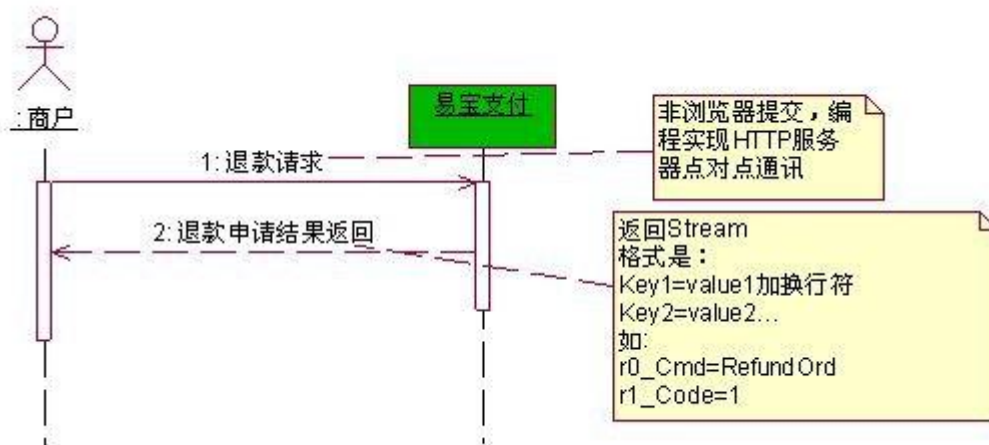 : 商户
易宝支付
非浏览器提交，编
程实现HTTP服务
器点对点通讯
1: 退款请求
2: 退款申请结果返回
返回Stream
格式是：
Key1=value1加换行符
Key2=value2...
如:
r0_Cmd=RefundOrd
r1_Code=1